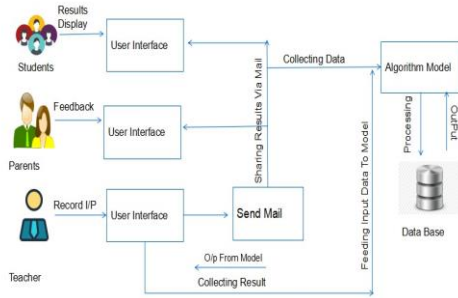 Results
Display
Students
User Interface
Collecting Data
Algorithm Model
Sharing Results Via Mail
Feedback
Parents
User Interface
Feeding Input Data To Model
Processing
OutPut
Data Base
Record I/P
Teacher
User Interface
Send Mail
O/p From Model
Collecting Result